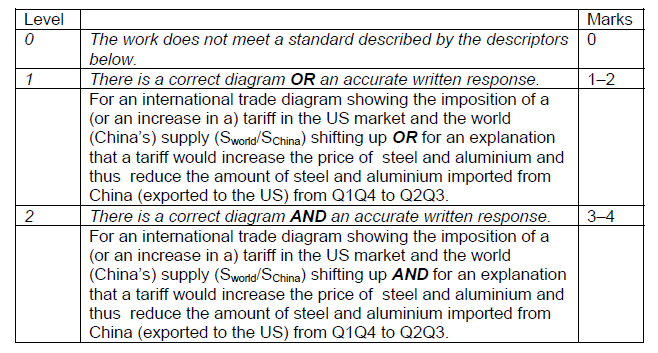 Level Marks
0 The work does not meet a standard described by the descriptors 0
below.
1 There is a correct diagram OR an accurate written response. 1–2
For an international trade diagram showing the imposition of a
(or an increase in a) tariff in the US market and the world
(China's) supply (Sworld/SChina) shifting up OR for an explanation
that a tariff would increase the price of steel and aluminium and
thus reduce the amount of steel and aluminium imported from
China (exported to the US) from Q1Q4 to Q2Q3.
2 There is a correct diagram AND an accurate written response. 3–4
For an international trade diagram showing the imposition of a
(or an increase in a) tariff in the US market and the world
(China's) supply (Sworld/SChina) shifting up AND for an explanation
that a tariff would increase the price of steel and aluminium and
thus reduce the amount of steel and aluminium imported from
China (exported to the US) from Q1Q4 to Q2Q3.